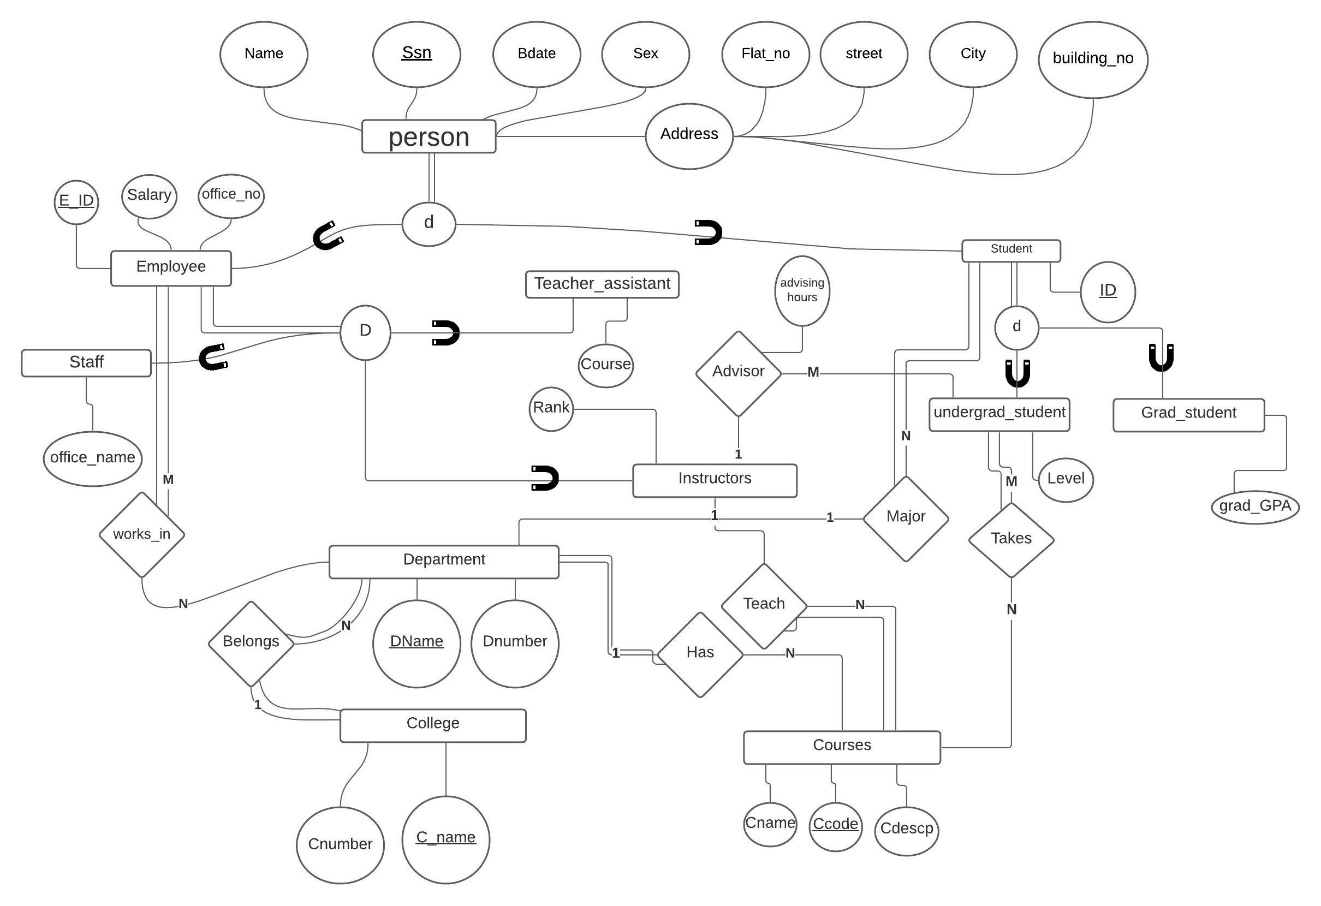 Name
Ssn
Bdate
Sex
Flat_no
street
City
building_no
person
Address
E_ID
Salary
office_no
d
Employee
Student
Teacher_assistant
advising
hours
ID
D
d
Staff
Course
Advisor
M
Rank
undergrad_student
Grad_student
N
office_name
1
M
Instructors
M
Level
grad_GPA
1
1
Major
works_in
Takes
Department
N
Teach
N
N
Belongs
N
DName
Dnumber
1
Has
N
1
College
Courses
Cnumber
C_name
Cname
Ccode
Cdescp